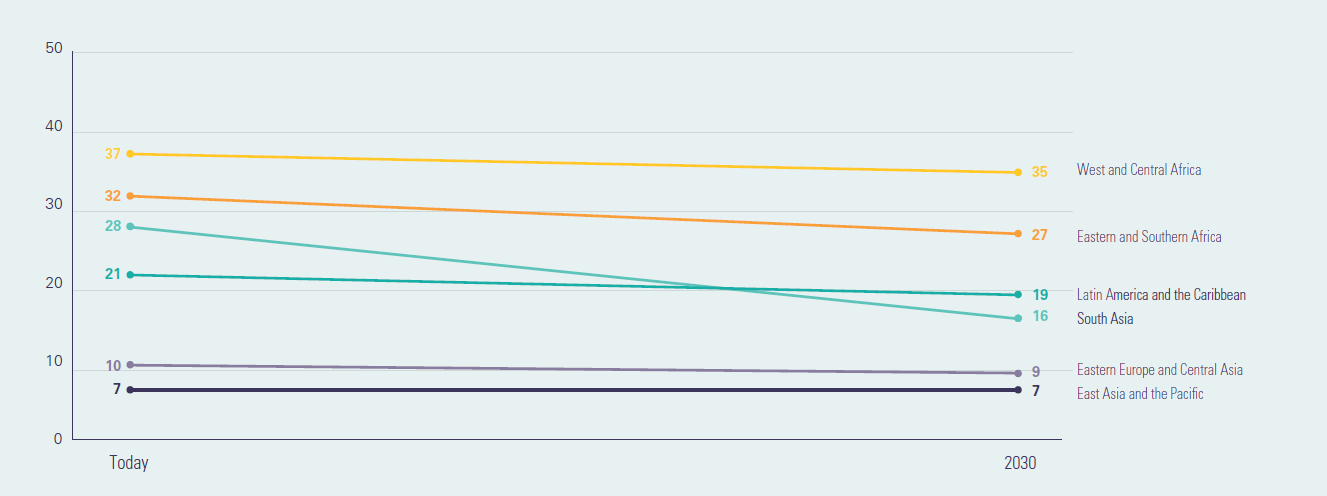 50
40
37
35
West and Central Africa
32
30
28
27
Eastern and Southern Africa
21
20
19
Latin America and the Caribbean
16
South Asia
10
10
9
Eastern Europe and Central Asia
7
7
East Asia and the Pacific
0
Today
2030